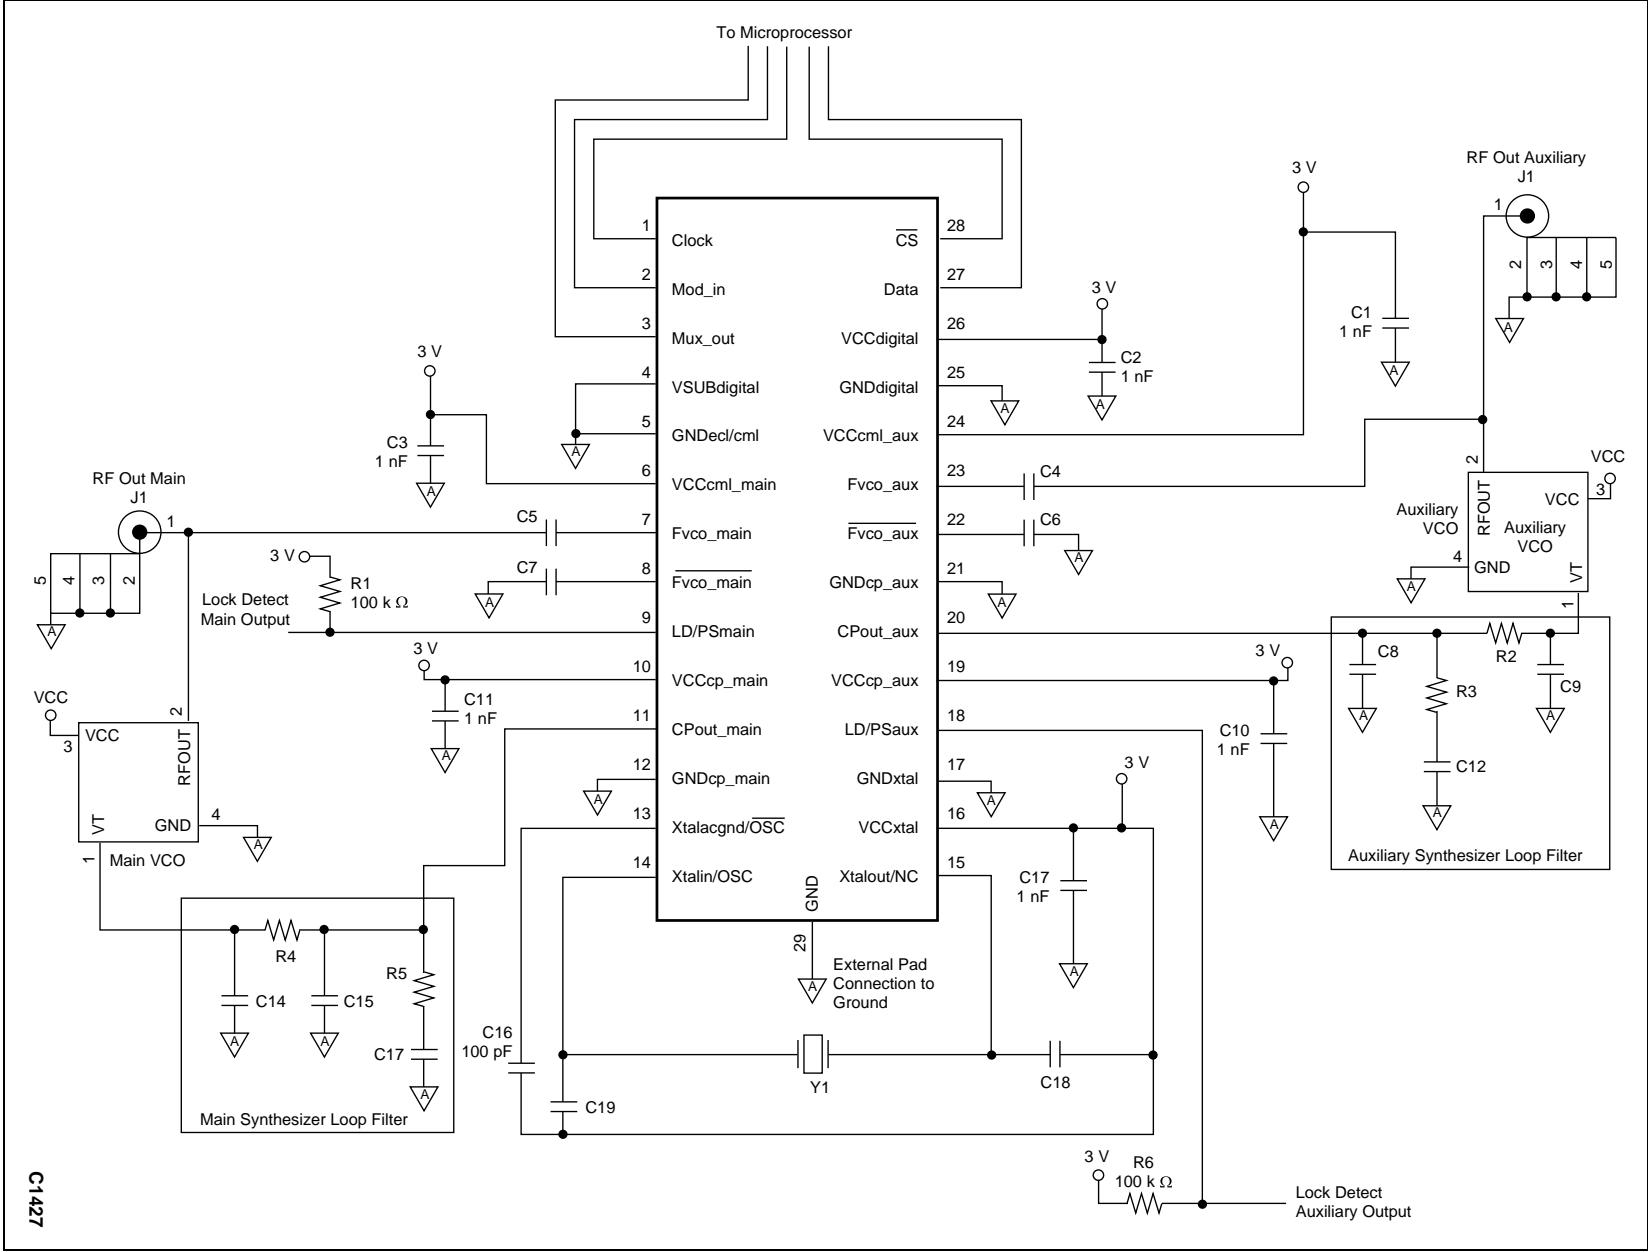 To Microprocessor
RF Out Auxiliary
J1
1
2
3
4
5
A
3 V
C1
1 nF
A
1
Clock
2
Mod_in
3
Mux_out
4
VSUBdigital
5
GNDecl/cml
6
VCCcml_main
7
Fvco_main
8
Fvco_main
9
LD/PSmain
10
VCCcp_main
11
CPout_main
12
GNDcp_main
13
Xtalacgnd/OSC
14
Xtalin/OSC
28
CS
27
Data
26
VCCdigital
25
GNDdigital
24
VCCcml_aux
23
Fvco_aux
22
Fvco_aux
21
GNDcp_aux
20
CPout_aux
19
VCCcp_aux
18
LD/PSaux
17
GNDxtal
16
VCCxtal
15
Xtalout/NC
GND
29
A
External Pad
Connection to
Ground
3 V
C2
1 nF
A
A
3 V
C3
1 nF
A
A
C4
C6
A
A
RF Out Main
J1
1
5
4
3
2
A
C5
C7
A
3 V
R1
100 k Ω
Lock Detect
Main Output
3 V
C11
1 nF
A
A
VCC
3
VCC
2
RFOUT
VT
GND
4
A
1
Main VCO
R4
C14
A
C15
A
R5
C17
A
Main Synthesizer Loop Filter
C16
100 pF
C19
Y1
C18
VCC
3
VCC
2
RFOUT
Auxiliary
VCO
Auxiliary
VCO
4
GND
A
VT
1
C8
A
R3
C12
A
R2
C9
A
Auxiliary Synthesizer Loop Filter
3 V
C10
1 nF
A
A
3 V
C17
1 nF
A
3 V
R6
100 k Ω
Lock Detect
Auxiliary Output
C1427